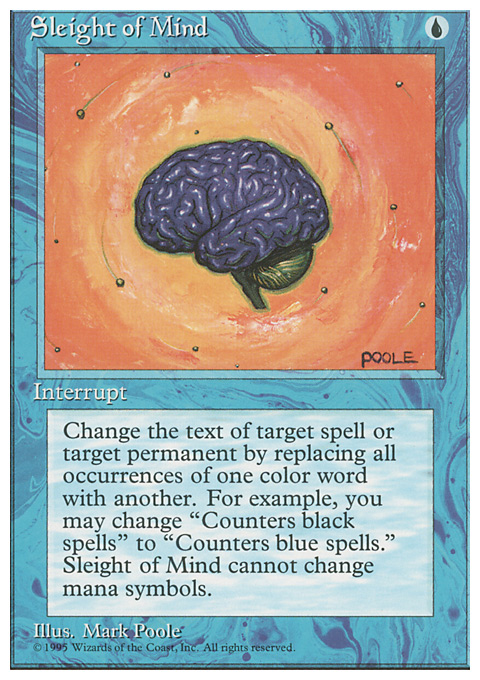 Sleight of Mind
POOLE
Interrupt
Change the text of target spell or
target permanent by replacing all
occurrences of one color word
with another. For example, you
may change “Counters black
spells” to “Counters blue spells.”
Sleight of Mind cannot change
mana symbols.
Illus. Mark Poole
© 1995 Wizards of the Coast, Inc. All rights reserved.